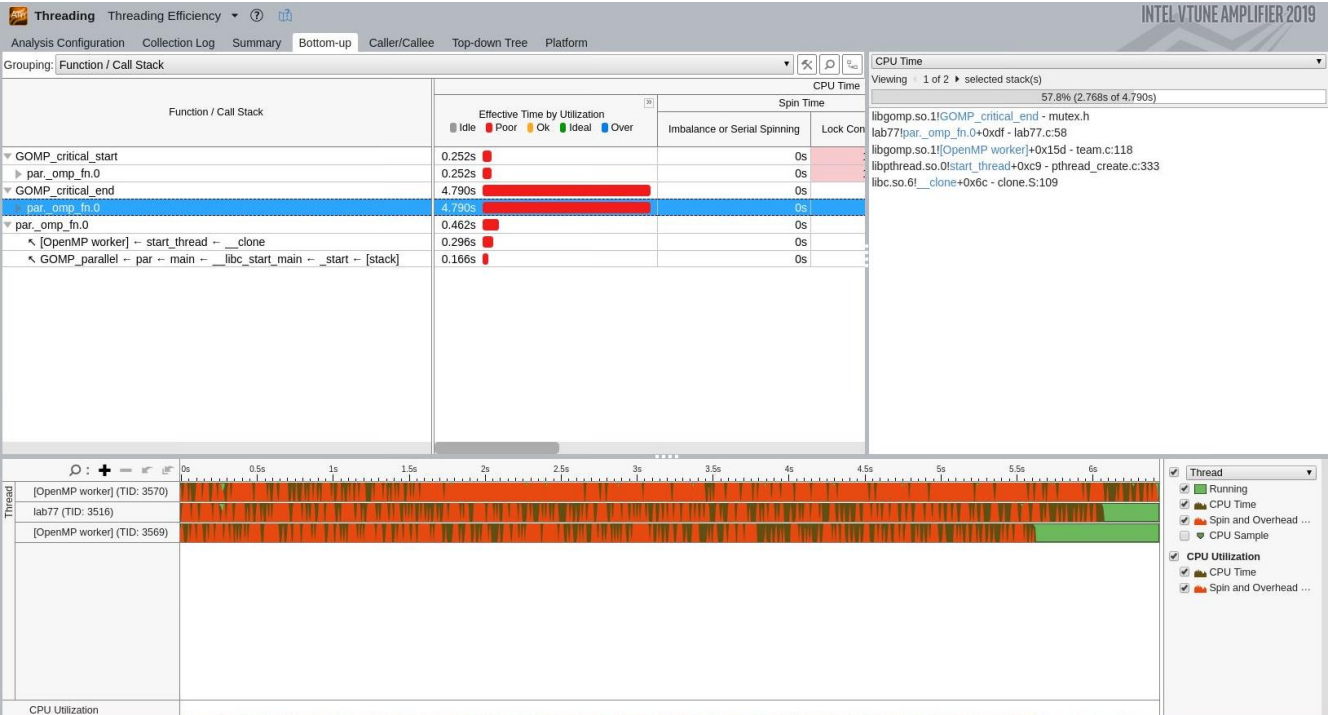 Threading Threading Efficiency
INTEL VTUNE AMPLIFIER 2019
Analysis Configuration Collection Log Summary Bottom-up Caller/Callee Top-down Tree Platform
Grouping: Function / Call Stack
CPU Time
Viewing 1 of 2 selected stack(s)
57.8% (2.768s of 4.790s)
libgomp.so.1!GOMP_critical_end - mutex.h
lab77!par._omp_fn.0+0xdf - lab77.c:58
libgomp.so.1![OpenMP worker]+0x15d - team.c:118
libpthread.so.0!start_thread+0xc9 - pthread_create.c:333
libc.so.6!__clone+0x6c - clone.S:109
Function / Call Stack
CPU Time
Effective Time by Utilization
Idle Poor Ok Ideal Over
Spin Time
Imbalance or Serial Spinning
Lock Con
GOMP_critical_start 0.252s 0s
par._omp_fn.0 0.252s 0s
GOMP_critical_end 4.790s 0s
par._omp_fn.0 4.790s 0s
par._omp_fn.0 0.462s 0s
[OpenMP worker] ← start_thread ← __clone 0.296s 0s
GOMP_parallel ← par ← main ← __libc_start_main ← _start ← [stack] 0.166s 0s
0s 0.5s 1s 1.5s 2s 2.5s 3s 3.5s 4s 4.5s 5s 5.5s 6s
Thread
[OpenMP worker] (TID: 3570)
lab77 (TID: 3516)
[OpenMP worker] (TID: 3569)
CPU Utilization
Thread
Running
CPU Time
Spin and Overhead ...
CPU Sample
CPU Utilization
CPU Time
Spin and Overhead ...